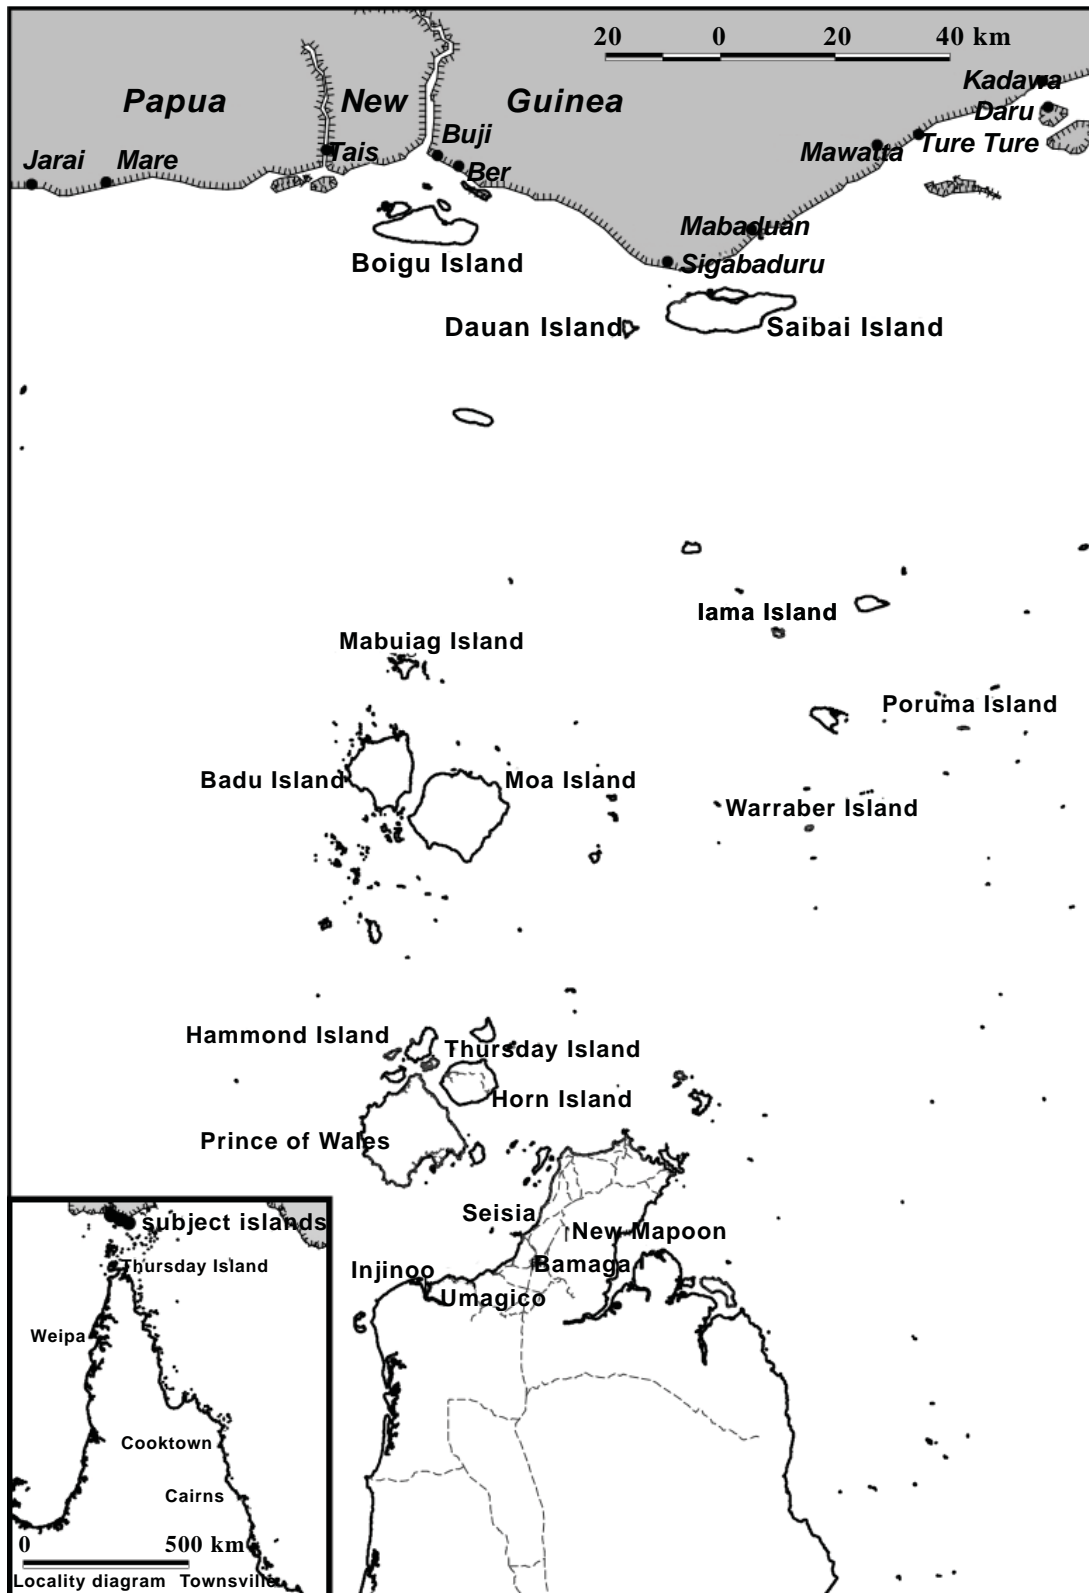 20 0 20 40 km
Kadawa
Papua New Guinea
Daru
Buji
Ture Ture
Jarai
Mare
Tais
Mawatta
Ber
Mabaduan
Boigu Island
Sigabaduru
Dauan Island
Saibai Island
Iama Island
Mabuiag Island
Poruma Island
Badu Island
Moa Island
Warraber Island
Hammond Island
Thursday Island
Horn Island
Prince of Wales
Seisia
New Mapoon
Bamaga
Injinoo
Umagico
subject islands
Thursday Island
Weipa
Cooktown
Cairns
0 500 km
Locality diagram Townsville